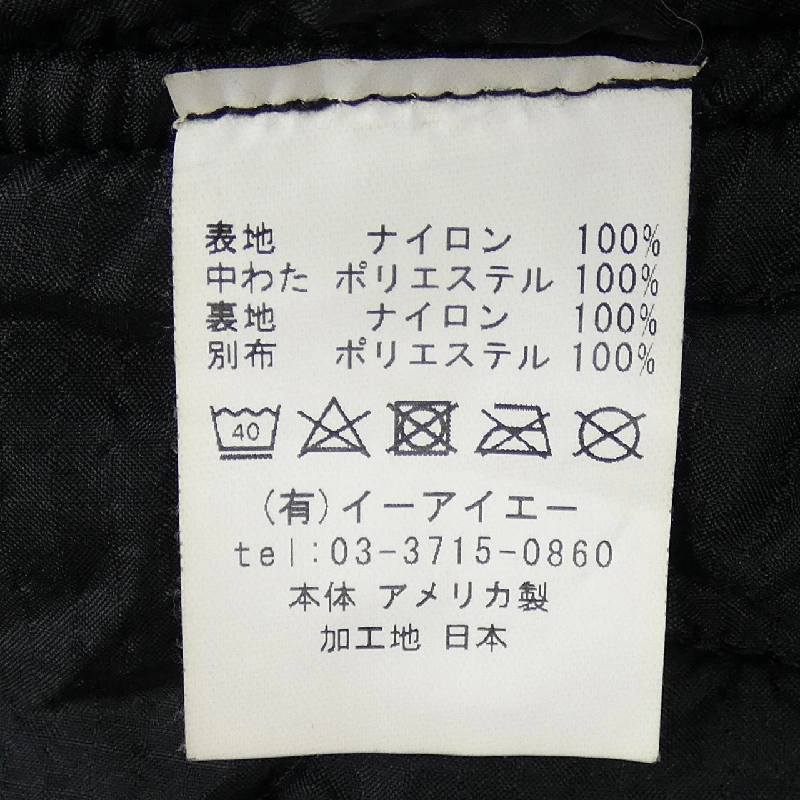 表地 ナイロン 100%
中わた ポリエステル 100%
裏地 ナイロン 100%
別布 ポリエステル 100%
40
(有)イーアイエー
tel:03-3715-0860
本体 アメリカ製
加工地 日本